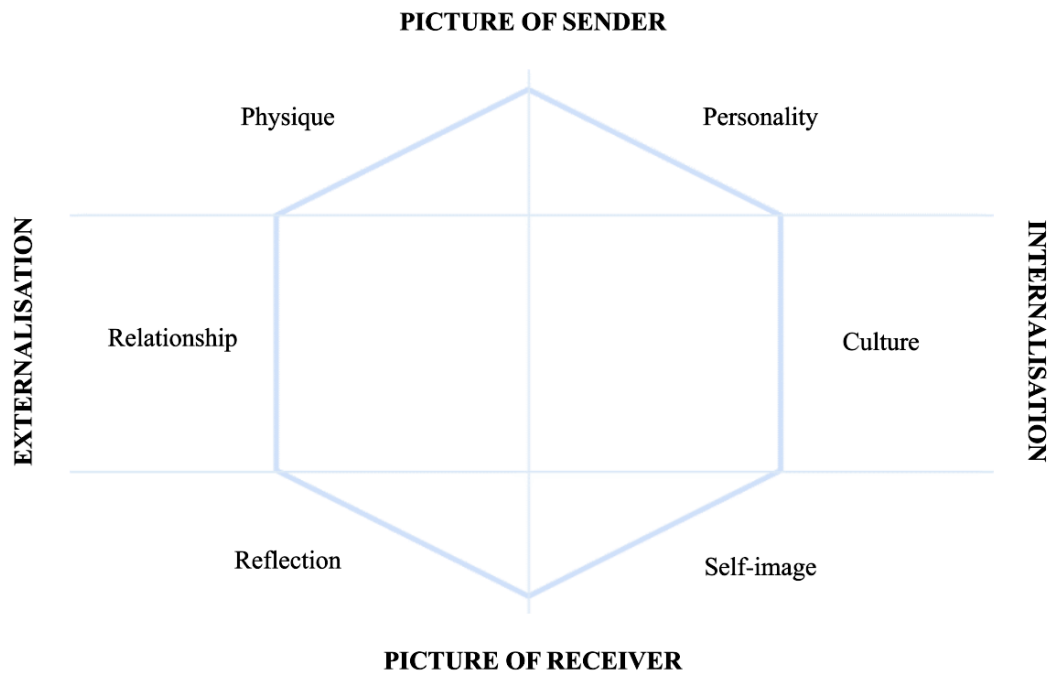 PICTURE OF SENDER
Physique
Personality
EXTERNALISATION
INTERNALISATION
Relationship
Culture
Reflection
Self-image
PICTURE OF RECEIVER